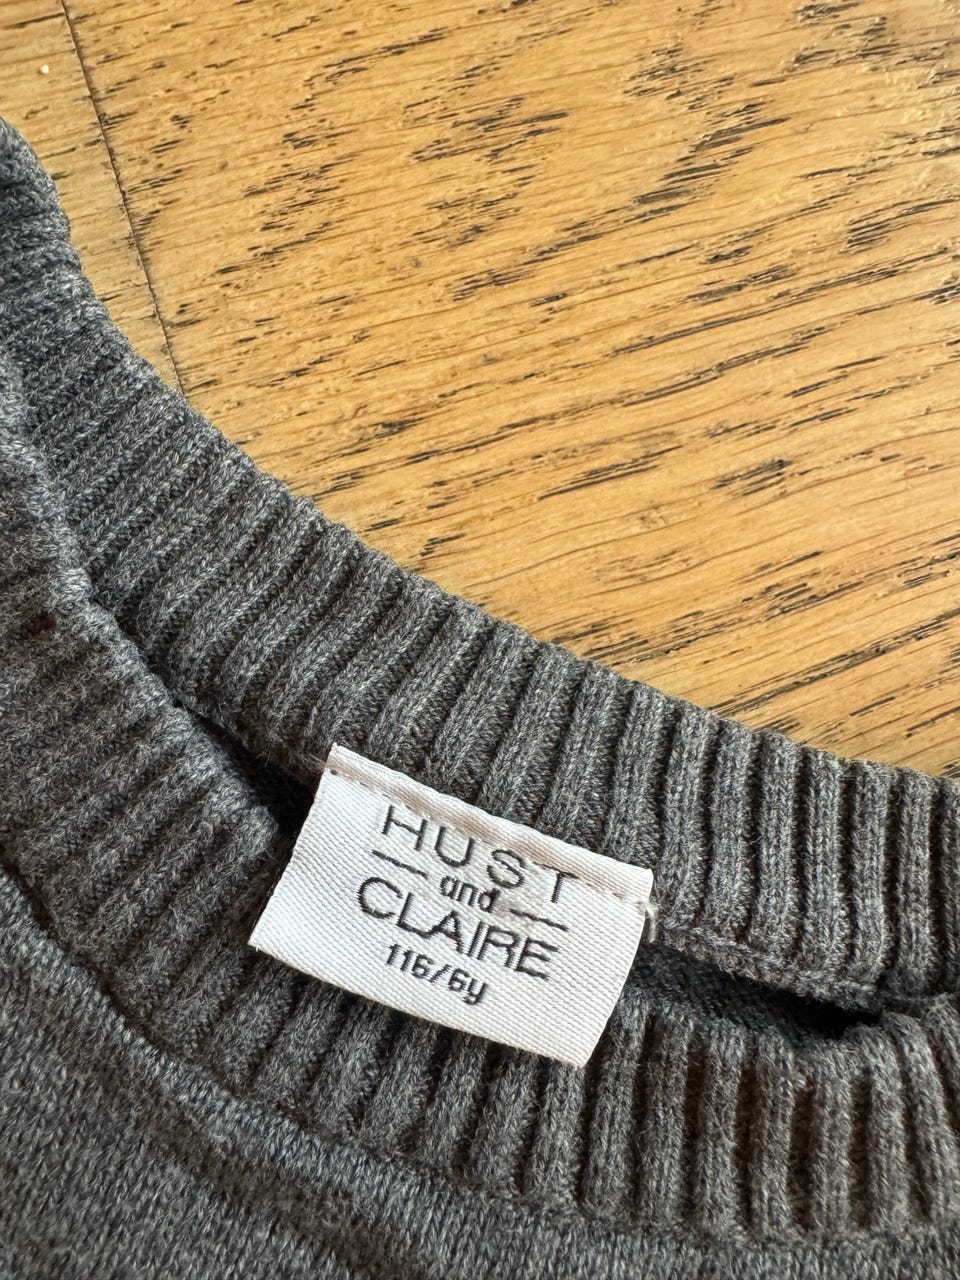 HUST
and
CLAIRE
116/6y